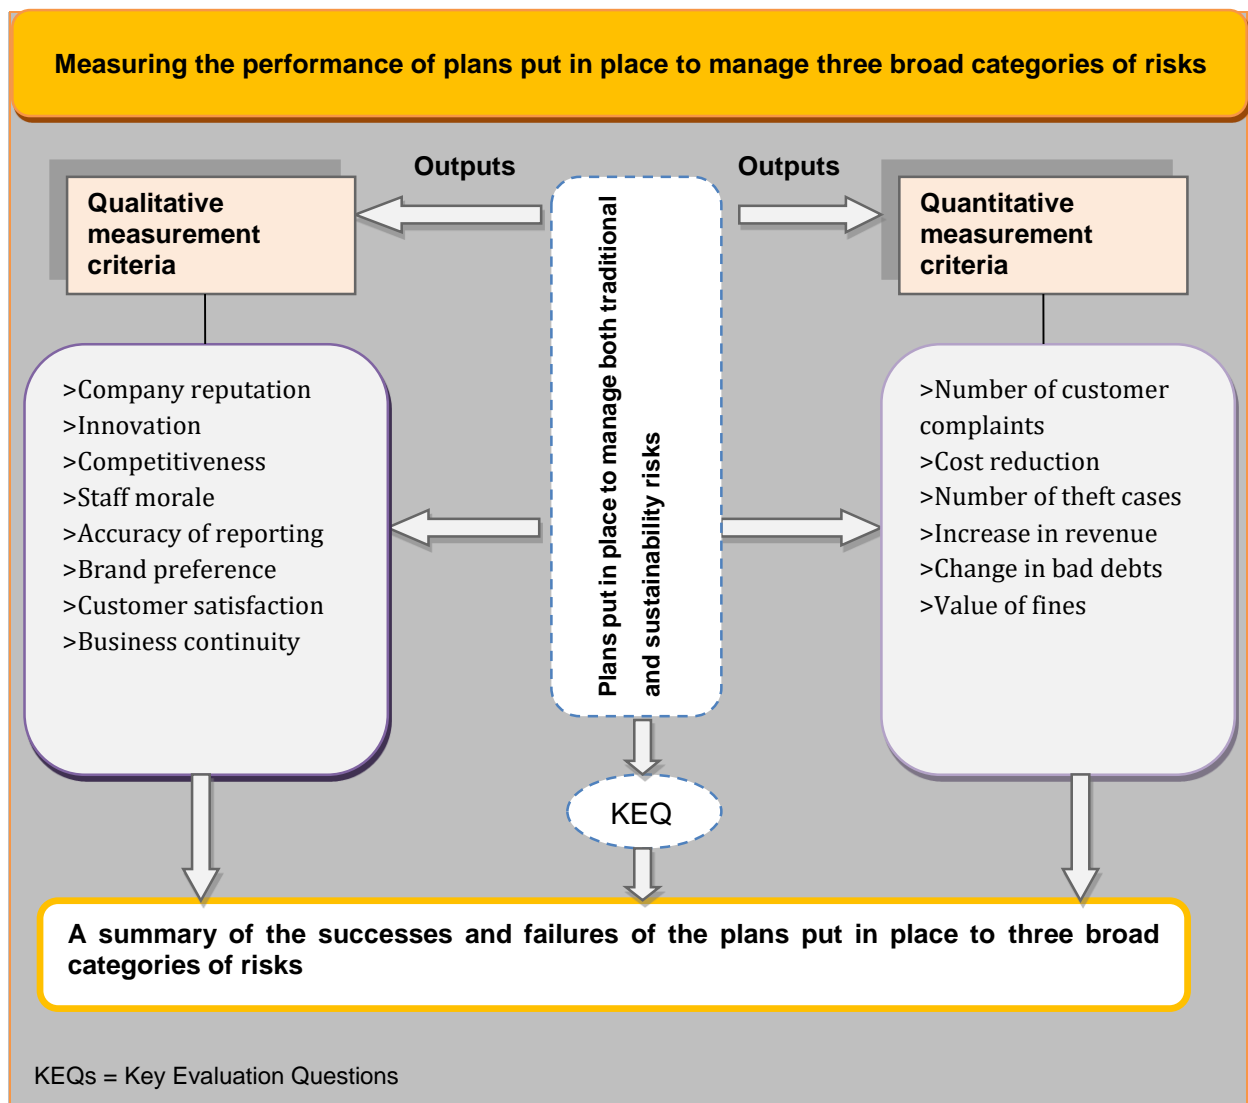 Measuring the performance of plans put in place to manage three broad categories of risks
Outputs
Outputs
Qualitative
measurement
criteria
Plans put in place to manage both traditional
and sustainability risks
Quantitative
measurement
criteria
>Company reputation
>Innovation
>Competitiveness
>Staff morale
>Accuracy of reporting
>Brand preference
>Customer satisfaction
>Business continuity
>Number of customer
complaints
>Cost reduction
>Number of theft cases
>Increase in revenue
>Change in bad debts
>Value of fines
KEQ
A summary of the successes and failures of the plans put in place to three broad
categories of risks
KEQs = Key Evaluation Questions